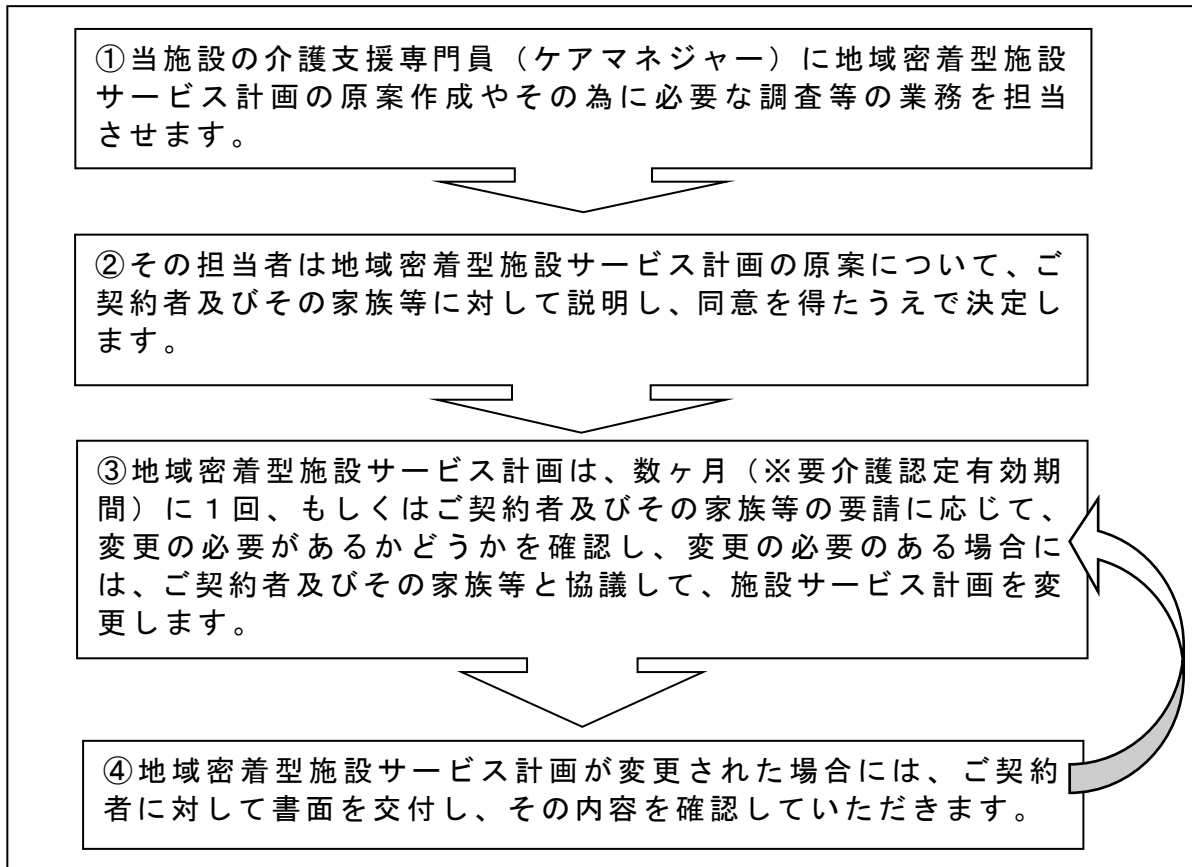 ①当施設の介護支援専門員（ケアマネジャー）に地域密着型施設
サービス計画の原案作成やその為に必要な調査等の業務を担当
させます。
②その担当者は地域密着型施設サービス計画の原案について、ご
契約者及びその家族等に対して説明し、同意を得たうえで決定し
ます。
③地域密着型施設サービス計画は、数ヶ月（※要介護認定有効期
間）に１回、もしくはご契約者及びその家族等の要請に応じて、
変更の必要があるかどうかを確認し、変更の必要のある場合に
は、ご契約者及びその家族等と協議して、施設サービス計画を変
更します。
④地域密着型施設サービス計画が変更された場合には、ご契約
者に対して書面を交付し、その内容を確認していただきます。